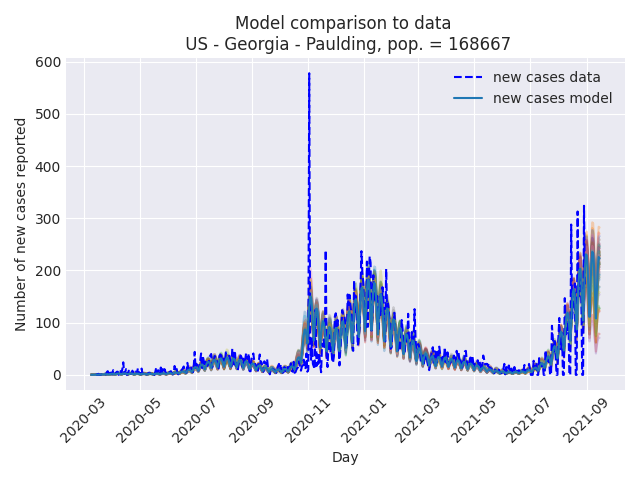 Model comparison to data
US - Georgia - Paulding, pop. = 168667
new cases data
new cases model
Number of new cases reported
600
500
400
300
200
100
0
2020-03
2020-05
2020-07
2020-09
2020-11
2021-01
2021-03
2021-05
2021-07
2021-09
Day